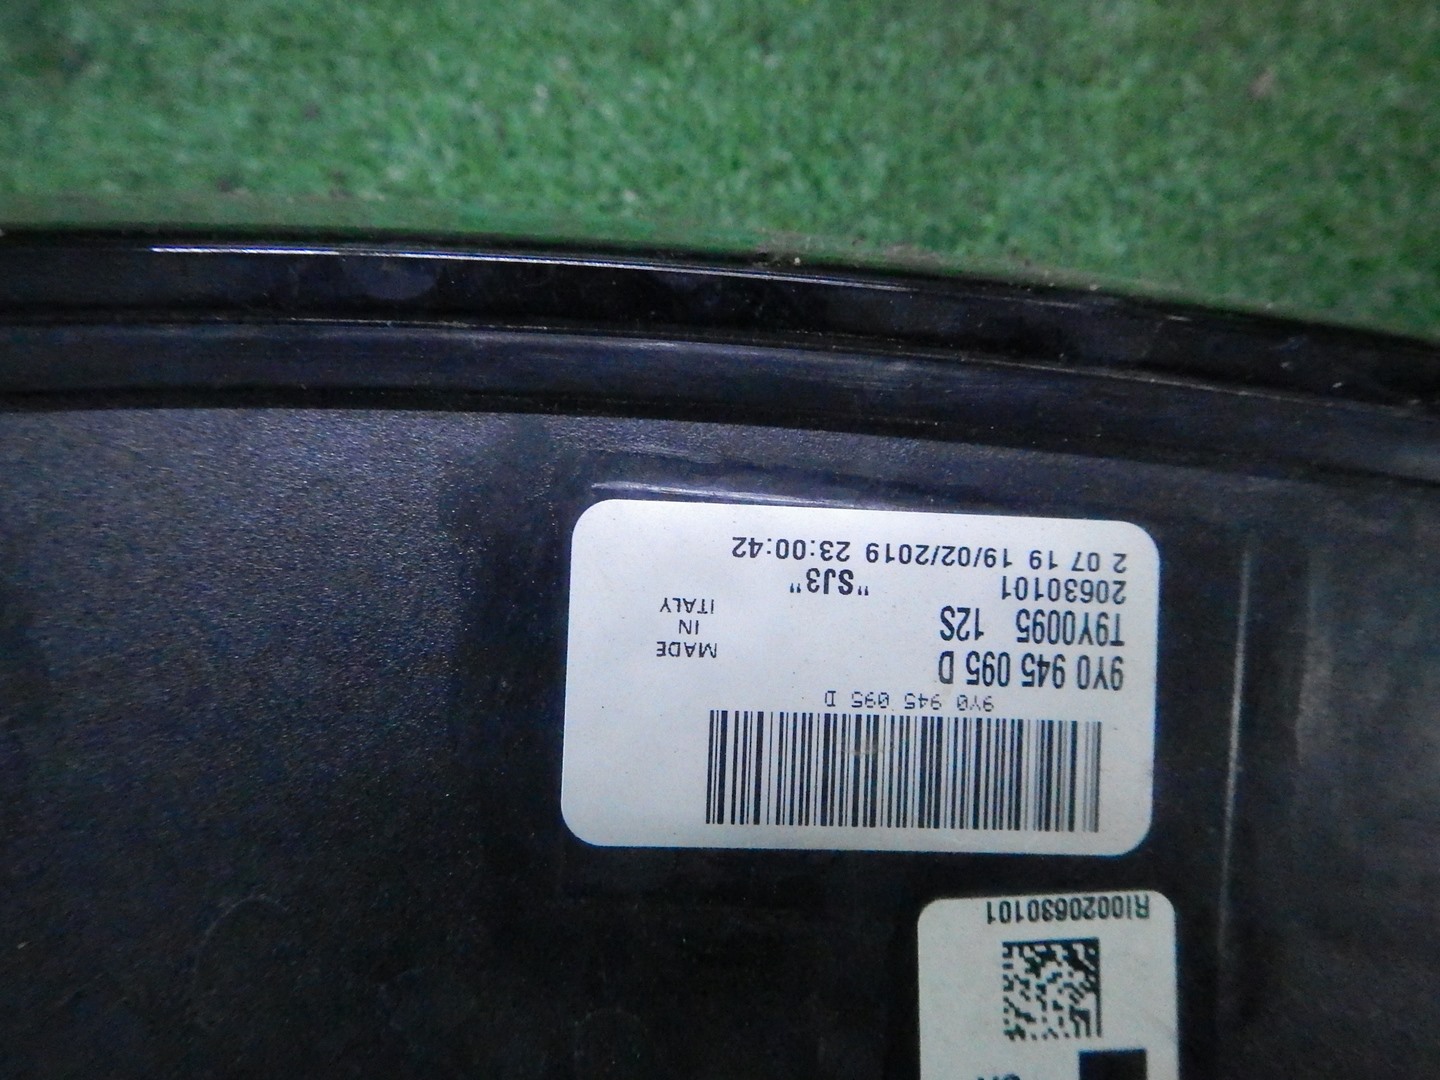 RI0020630101
9Y0 945 095 D
9Y0 945 095 D
T9Y0095 12S
20630101
"SJ3"
2 07 19 19/02/2019 23:00:42
MADE
IN
ITALY